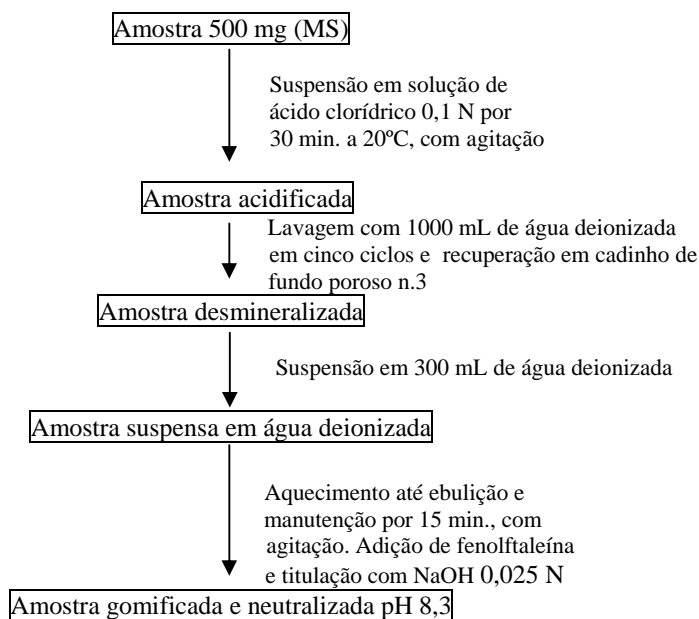 Amostra 500 mg (MS)
Suspensão em solução de
ácido clorídrico 0,1 N por
30 min. a 20ºC, com agitação
Amostra acidificada
Lavagem com 1000 mL de água deionizada
em cinco ciclos e recuperação em cadinho de
fundo poroso n.3
Amostra desmineralizada
Suspensão em 300 mL de água deionizada
Amostra suspensa em água deionizada
Aquecimento até ebulição e
manutenção por 15 min., com
agitação. Adição de fenolftaleína
e titulação com NaOH 0,025 N
Amostra gomificada e neutralizada pH 8,3